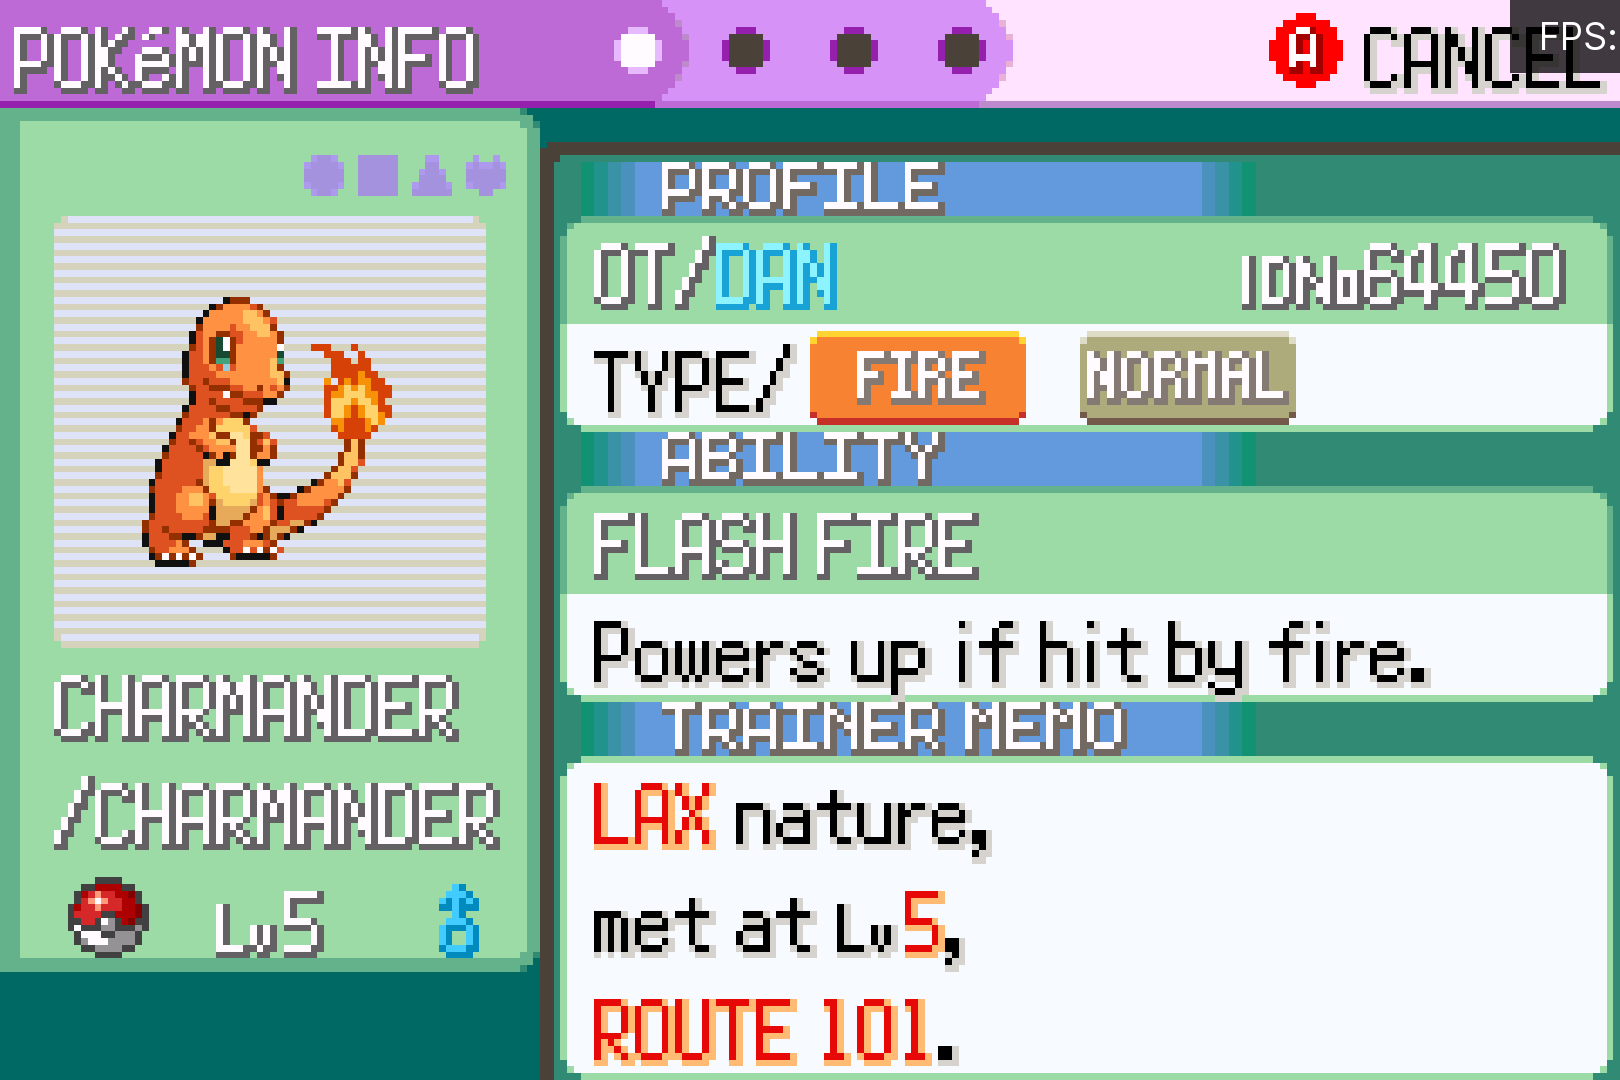 POKéMON INFO
A CANCEL
FPS:
PROFILE
OT/DAN
IDNo64450
TYPE/ FIRE NORMAL
ABILITY
FLASH FIRE
Powers up if hit by fire.
TRAINER MEMO
LAX nature,
met at Lv5,
ROUTE 101.
CHARMANDER
/CHARMANDER
Lv5 ♂